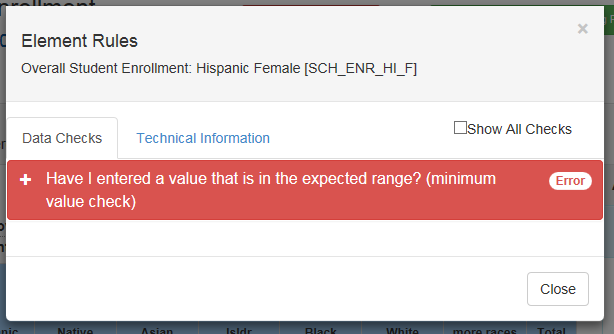 Element Rules
×
Overall Student Enrollment: Hispanic Female [SCH_ENR_HI_F]
Data Checks
Technical Information
Show All Checks
+ Have I entered a value that is in the expected range? (minimum
value check)
Error
Close
Native Asian Isldr Black White more races Total